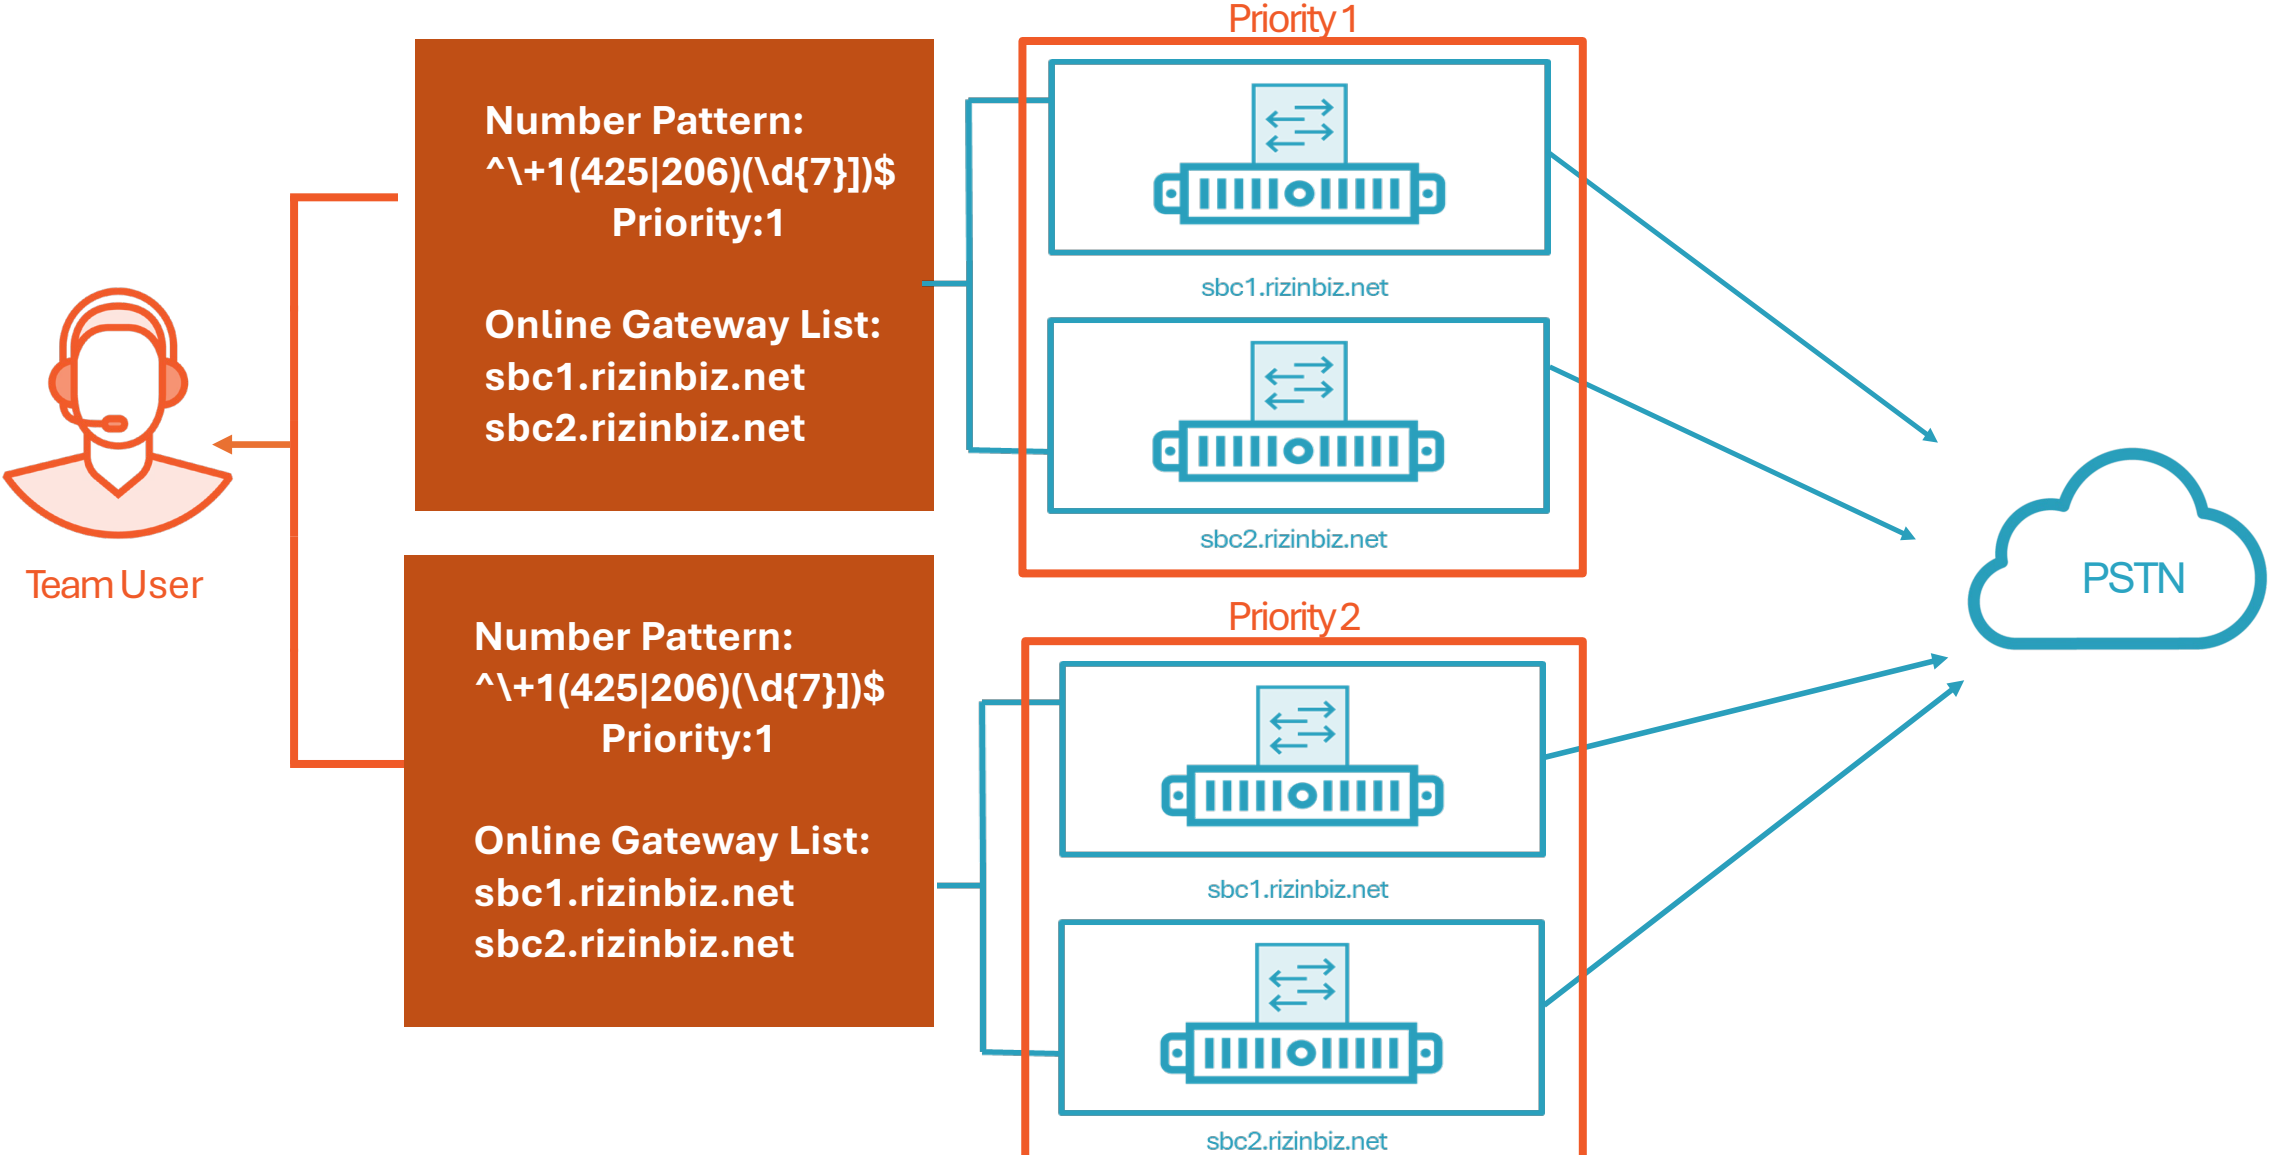 Priority 1
Number Pattern:
^\+1(425|206)(\d{7}])$
Priority:1
Online Gateway List:
sbc1.rizinbiz.net
sbc2.rizinbiz.net
sbc1.rizinbiz.net
sbc2.rizinbiz.net
Team User
PSTN
Priority 2
Number Pattern:
^\+1(425|206)(\d{7}])$
Priority:1
Online Gateway List:
sbc1.rizinbiz.net
sbc2.rizinbiz.net
sbc1.rizinbiz.net
sbc2.rizinbiz.net